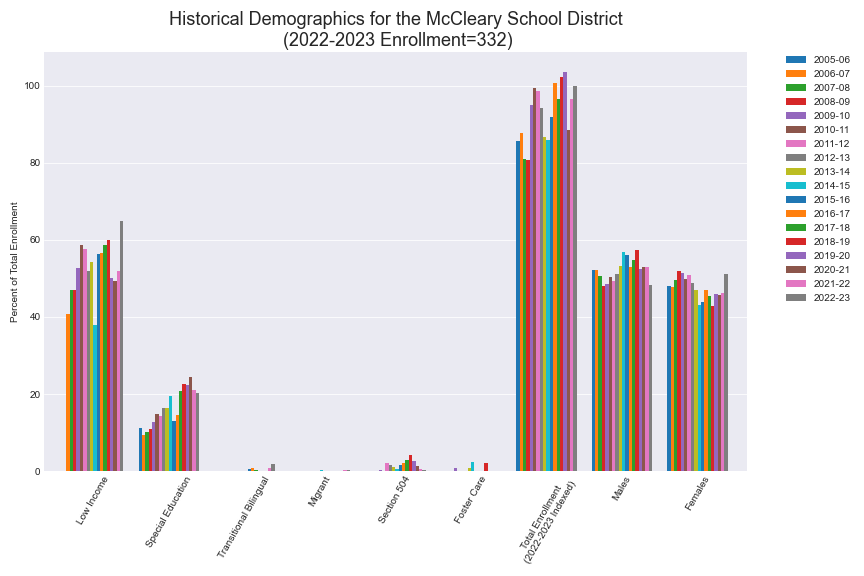 Historical Demographics for the McCleary School District
(2022-2023 Enrollment=332)
Percent of Total Enrollment
100
80
60
40
20
0
Low Income
Special Education
Transitional Bilingual
Migrant
Section 504
Foster Care
Total Enrollment
(2022-2023 Indexed)
Males
Females
2005-06
2006-07
2007-08
2008-09
2009-10
2010-11
2011-12
2012-13
2013-14
2014-15
2015-16
2016-17
2017-18
2018-19
2019-20
2020-21
2021-22
2022-23